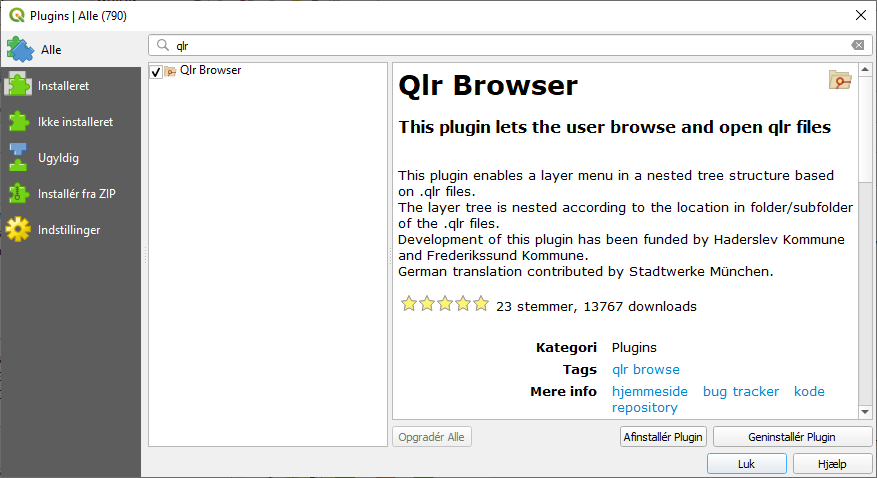 Plugins | Alle (790)
Alle
Installeret
Ikke installeret
Ugyldig
Installér fra ZIP
Indstillinger
qlr
Qlr Browser
Qlr Browser
This plugin lets the user browse and open qlr files
This plugin enables a layer menu in a nested tree structure based
on .qlr files.
The layer tree is nested according to the location in folder/subfolder
of the .qlr files.
Development of this plugin has been funded by Haderslev Kommune
and Frederikssund Kommune.
German translation contributed by Stadtwerke München.
23 stemmer, 13767 downloads
Kategori Plugins
Tags qlr browse
Mere info hjemmeside bug tracker kode
repository
Opgradér Alle
Afinstallér Plugin
Geninstallér Plugin
Luk
Hjælp